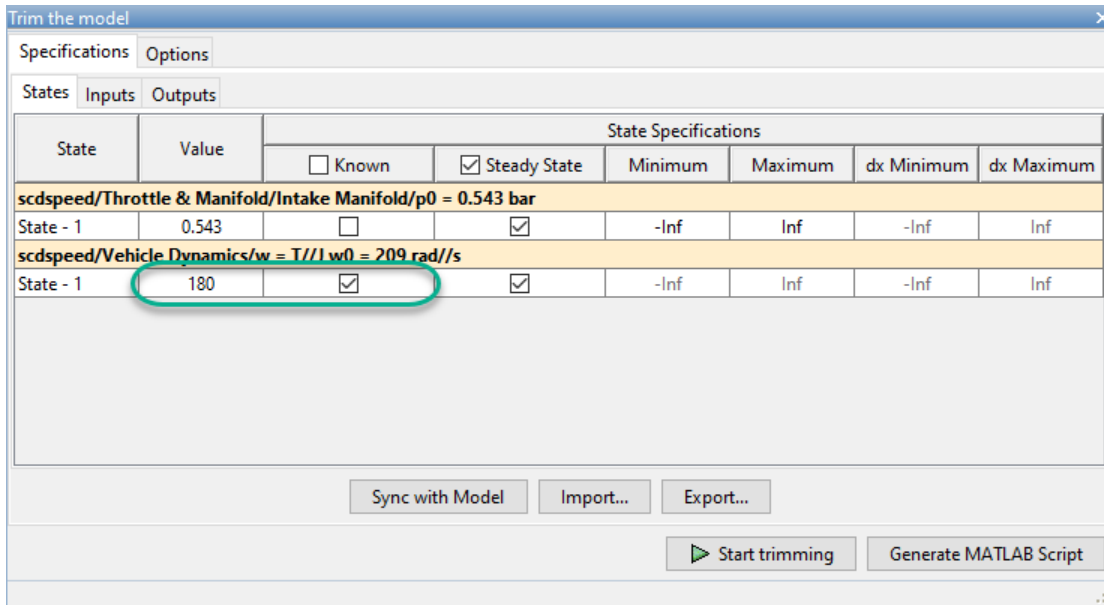 Trim the model
Specifications Options
States Inputs Outputs
State Value State Specifications
Known Steady State Minimum Maximum dx Minimum dx Maximum
scdspeed/Throttle & Manifold/Intake Manifold/p0 = 0.543 bar
State - 1 0.543 -Inf Inf -Inf Inf
scdspeed/Vehicle Dynamics/w = T//J w0 = 209 rad//s
State - 1 180 -Inf Inf -Inf Inf
Sync with Model Import... Export...
Start trimming Generate MATLAB Script